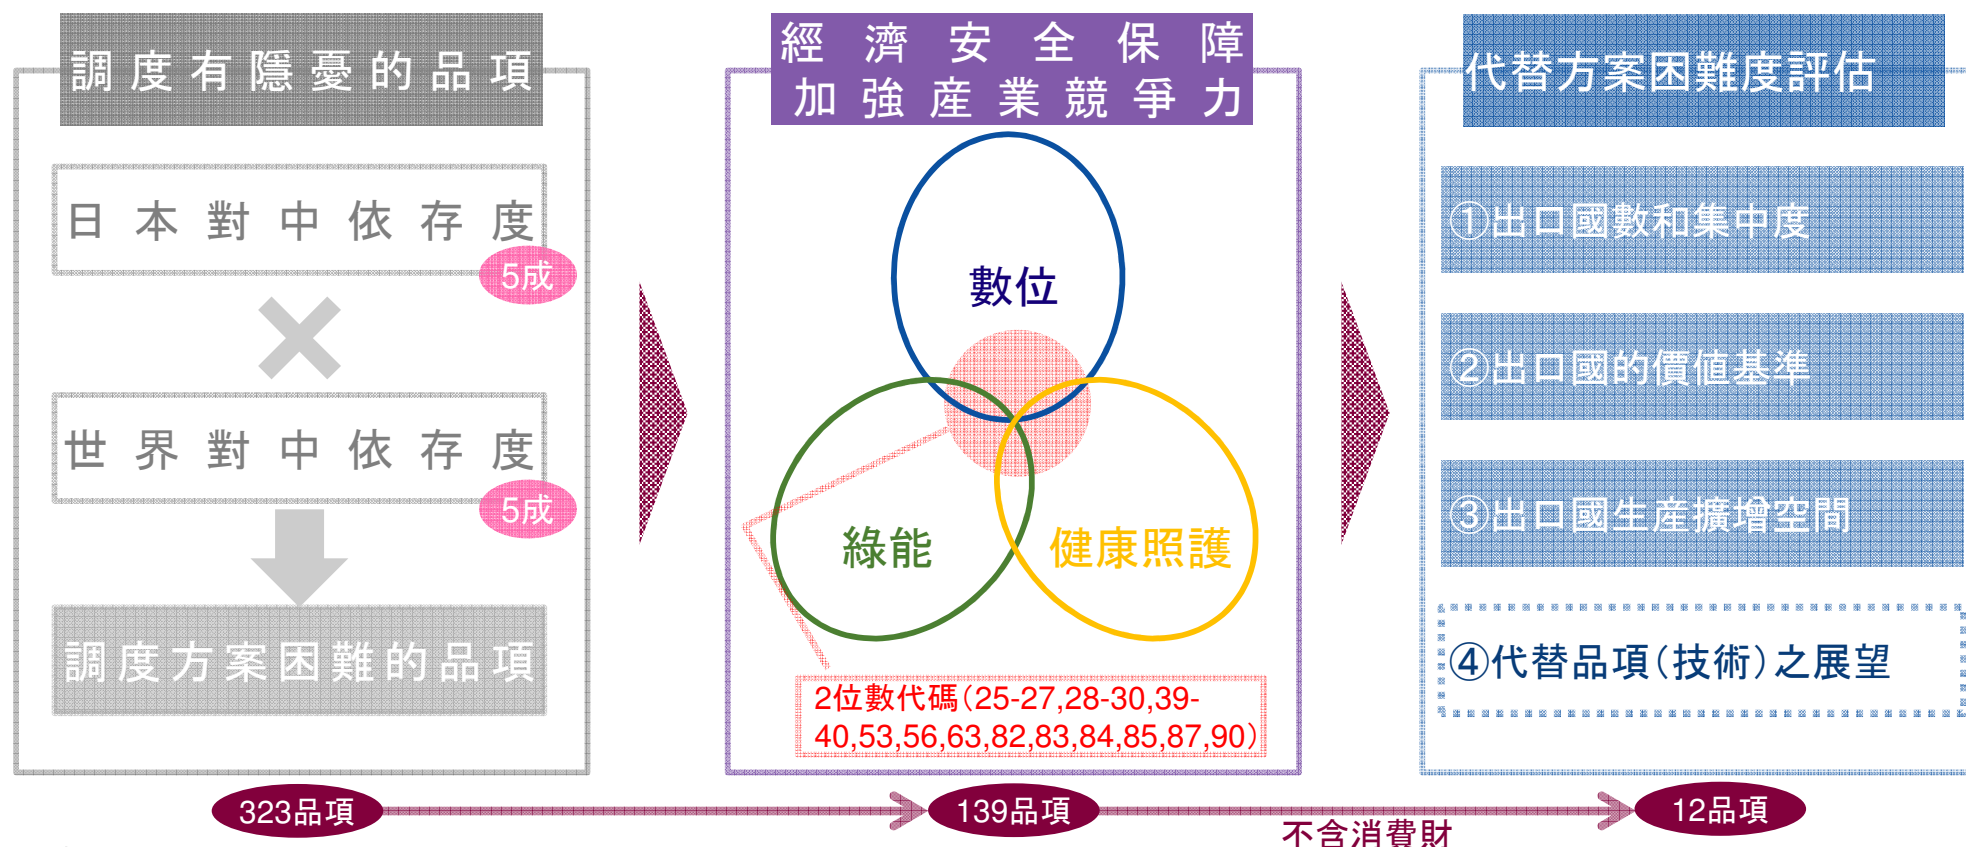 調度有隱憂的品項
日本對中依存度
5成
世界對中依存度
5成
調度方案困難的品項
經濟安全保障
加強産業競爭力
數位
綠能
健康照護
2位數代碼(25-27,28-30,39-
40,53,56,63,82,83,84,85,87,90)
代替方案困難度評估
①出口國數和集中度
②出口國的價值基準
③出口國生産擴增空間
④代替品項(技術)之展望
323品項
139品項
不含消費財
12品項